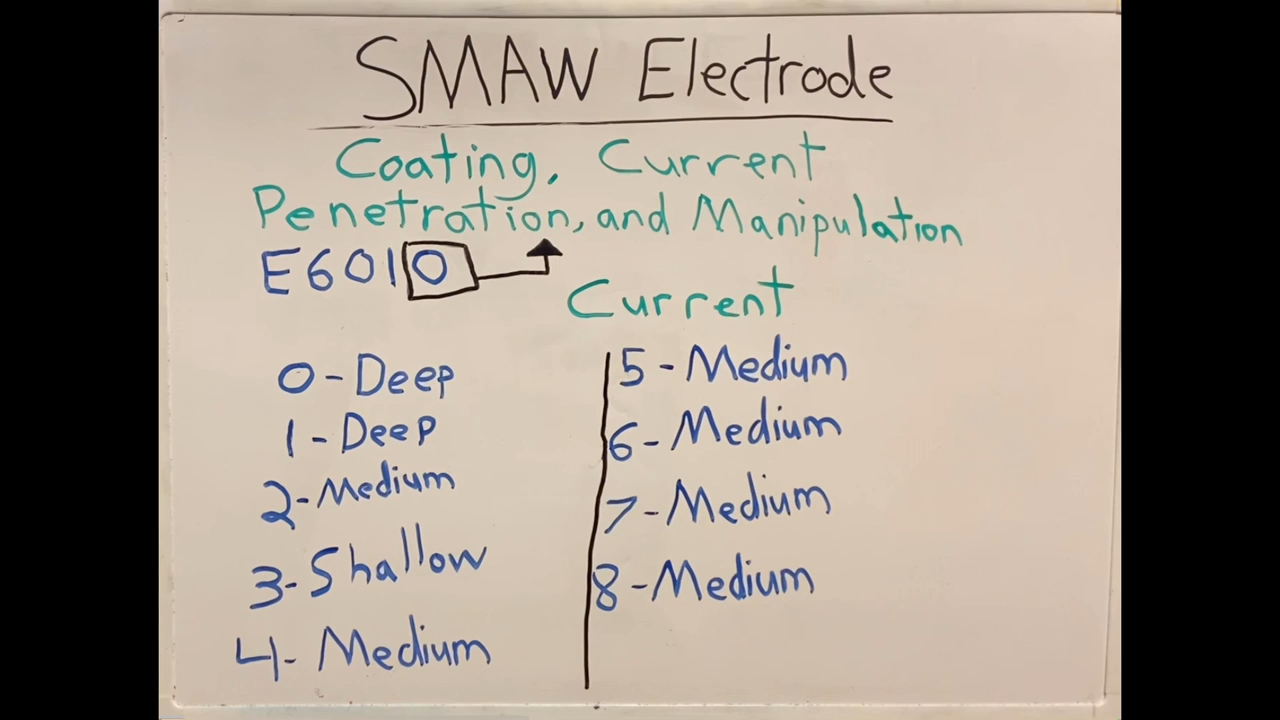 SMAW Electrode
Coating, Current
Penetration, and Manipulation
E6010
Current
0-Deep
1-Deep
2-Medium
3-Shallow
4-Medium
5-Medium
6-Medium
7-Medium
8-Medium